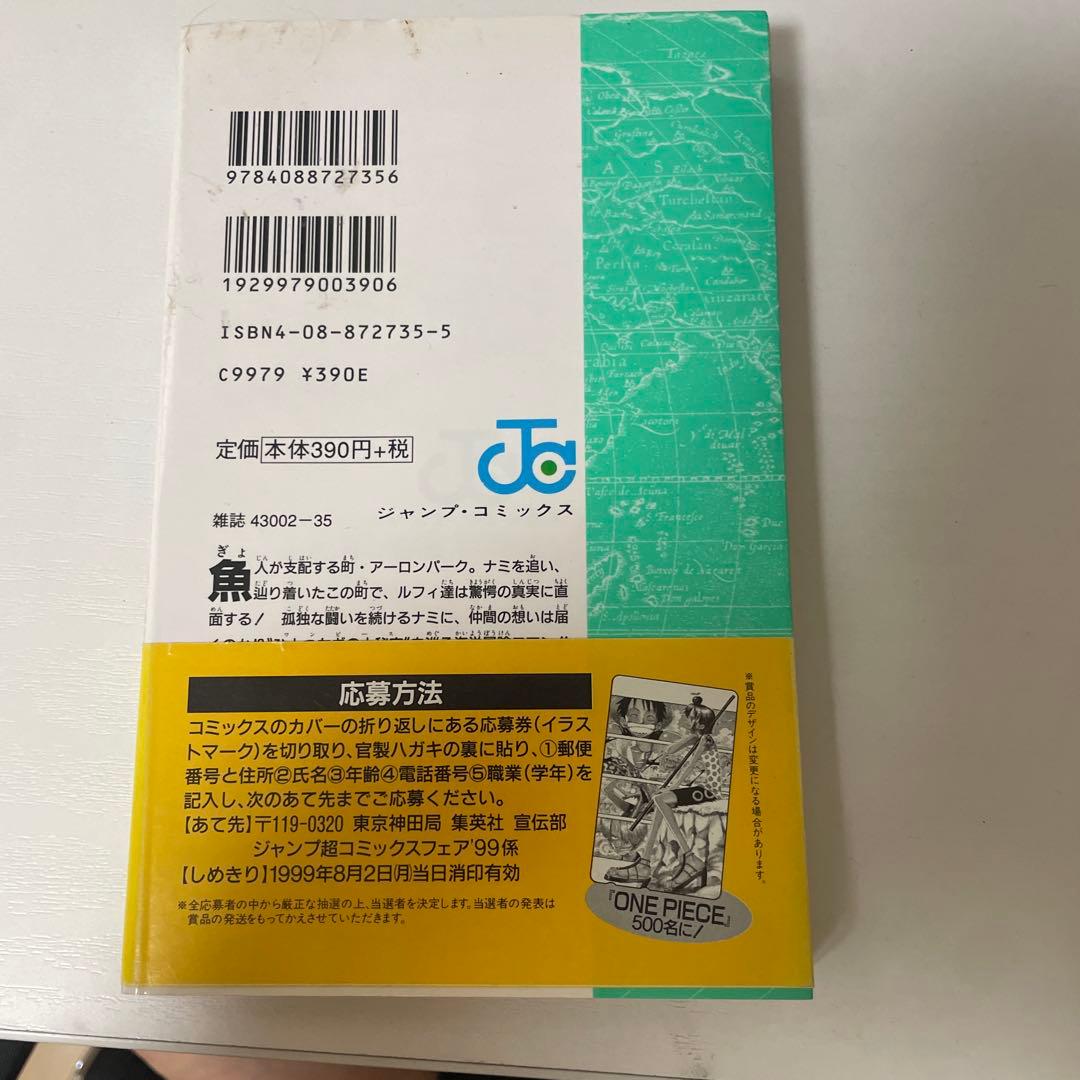 9784088727356
1929979003906
ISBN4-08-872735-5
C9979 ¥390E
定価 本体390円+税
ジャンプ・コミックス
雑誌 43002-35
魚人が支配する町・アーロンパーク。ナミを追い、
辿り着いたこの町で、ルフィ達は驚愕の真実に直
面する! 孤独な闘いを続けるナミに、仲間の想いは届
応募方法
コミックスのカバーの折り返しにある応募券(イラス
トマーク)を切り取り、官製ハガキの裏に貼り、①郵便
番号と住所②氏名③年齢④電話番号⑤職業(学年)を
記入し、次のあて先までご応募ください。
【あて先】〒119-0320 東京神田局 集英社 宣伝部
ジャンプ超コミックスフェア'99係
【しめきり】1999年8月2日(月)当日消印有効
※全応募者の中から厳正な抽選の上、当選者を決定します。当選者の発表は
賞品の発送をもってかえさせていただきます。
※賞品のデザインは変更になる場合があります。
『ONE PIECE』
500名に!
Persia
Turchestan
Samarcand
S. Francesco
Dom Garcia